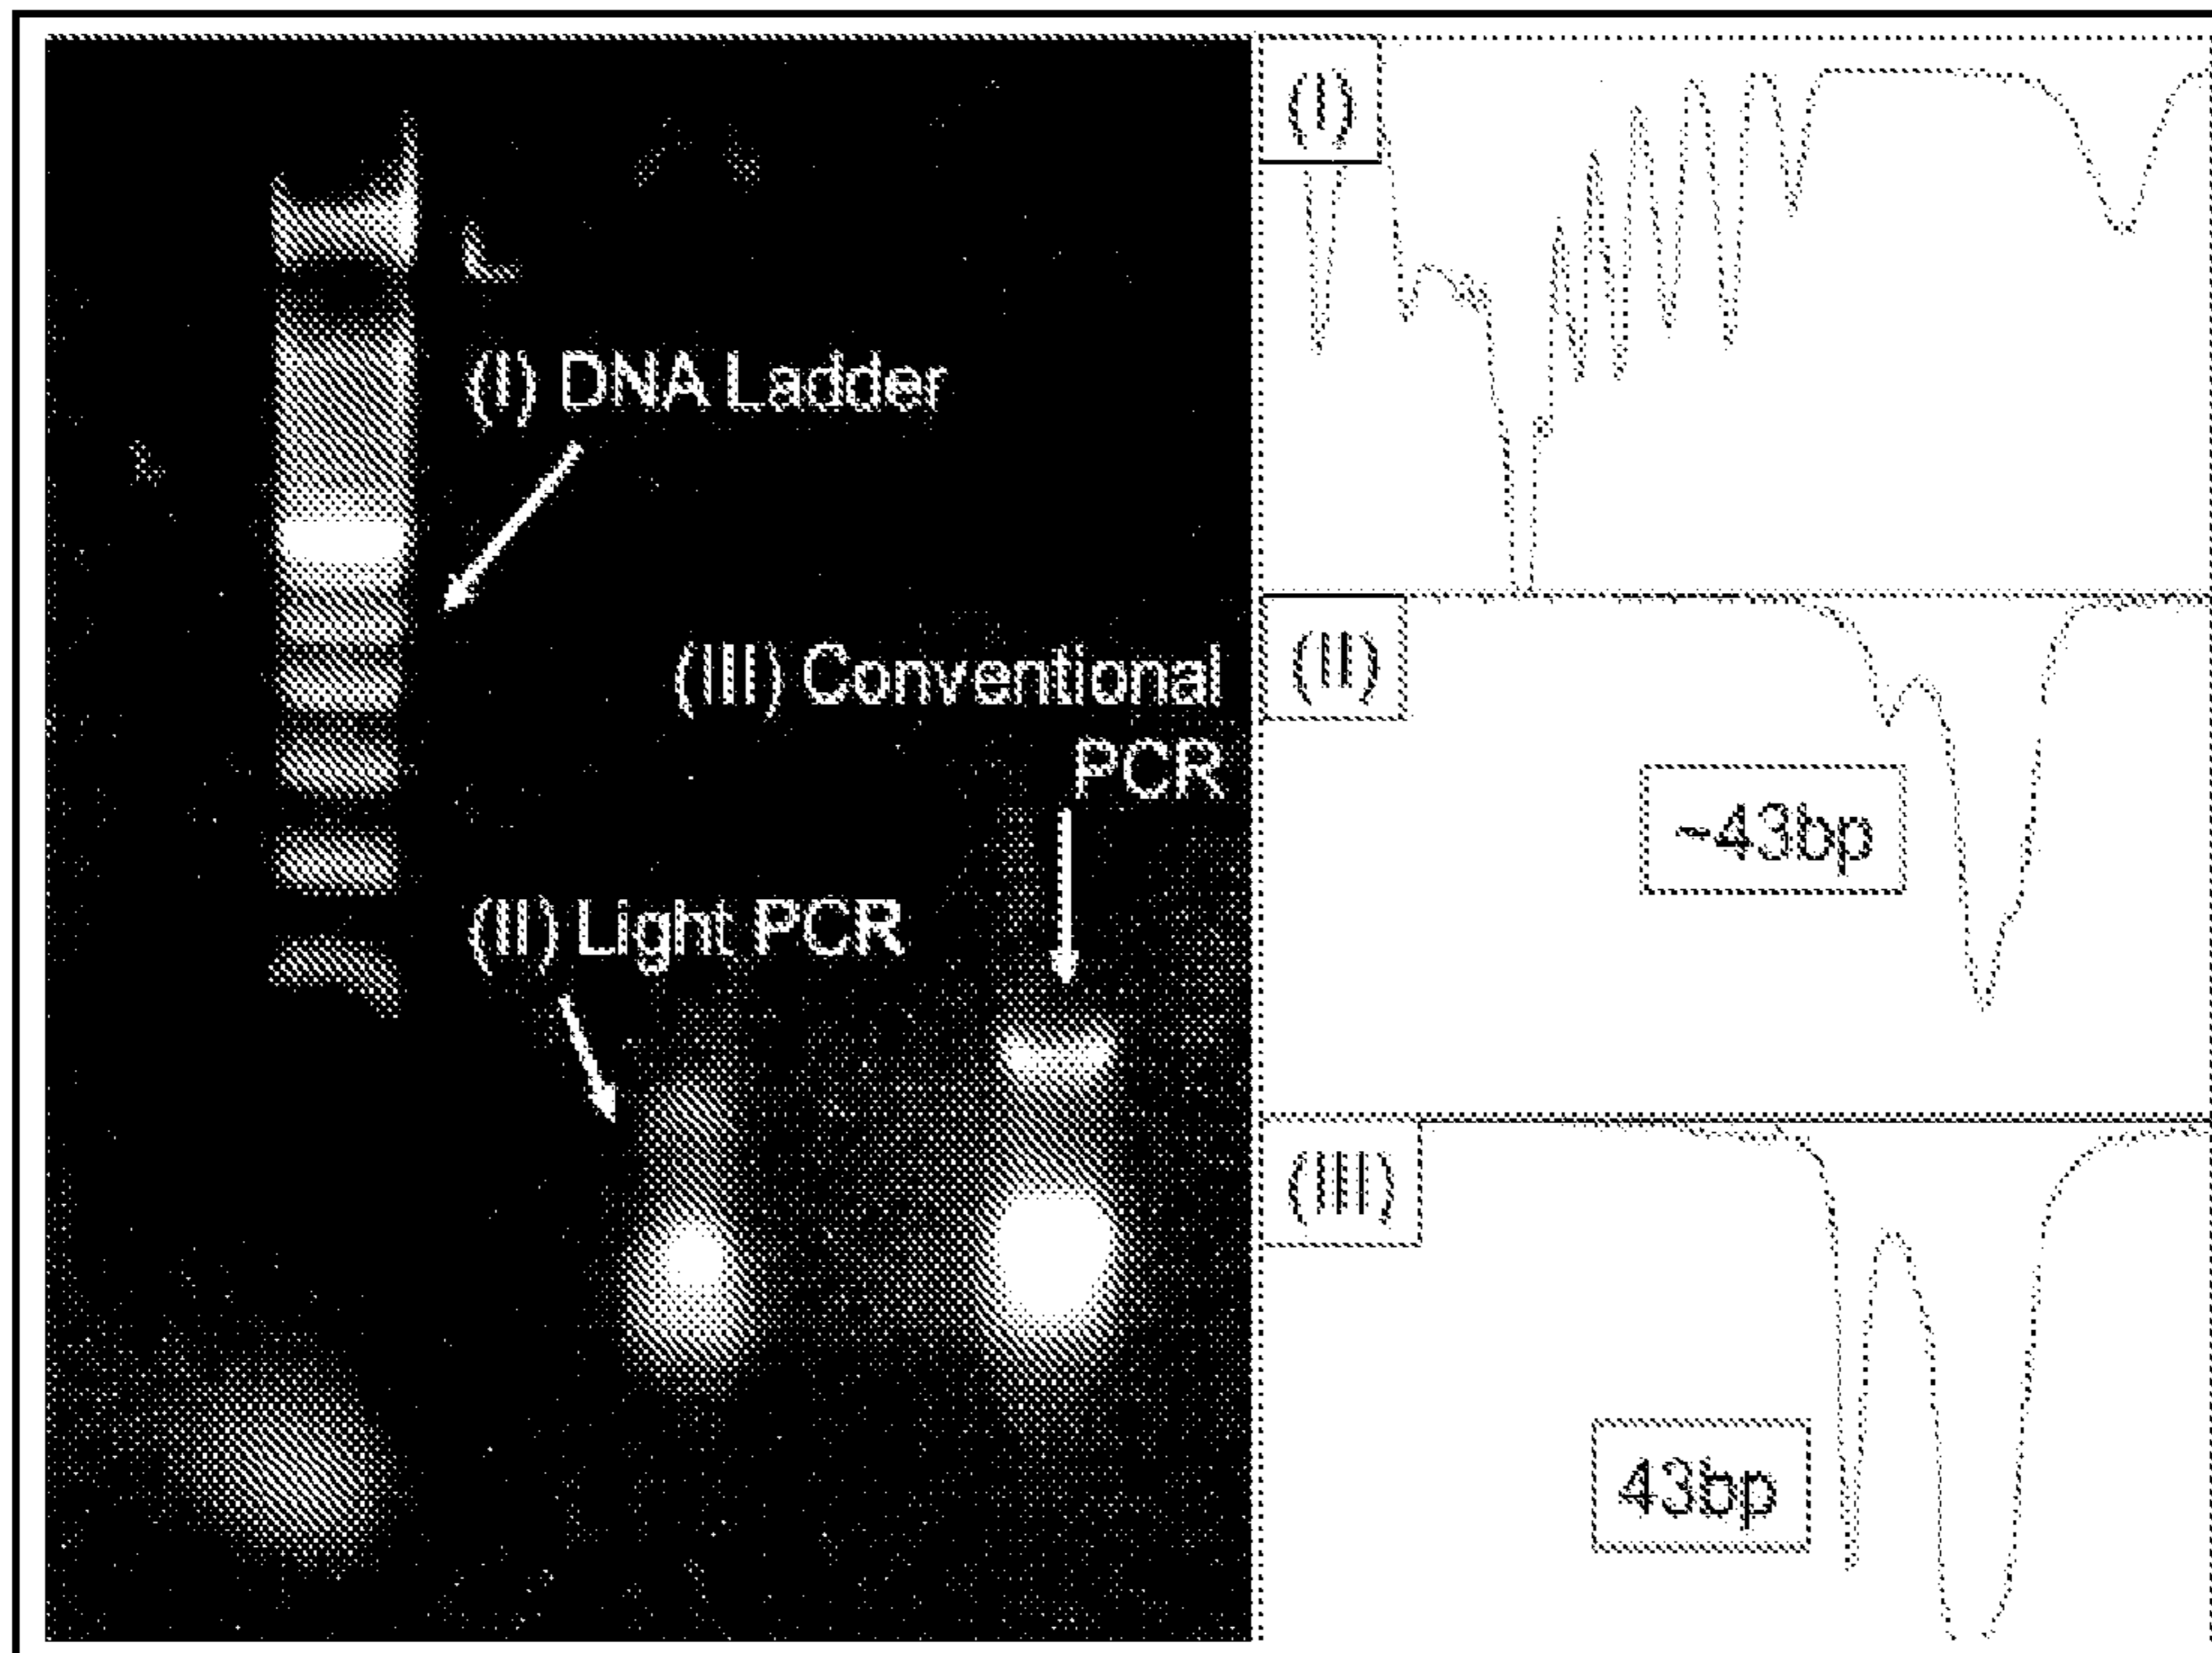 (I) DNA Ladder
(III) Conventional
PCR
(II) Light PCR
(I)
(II)
~43bp
(III)
43bp